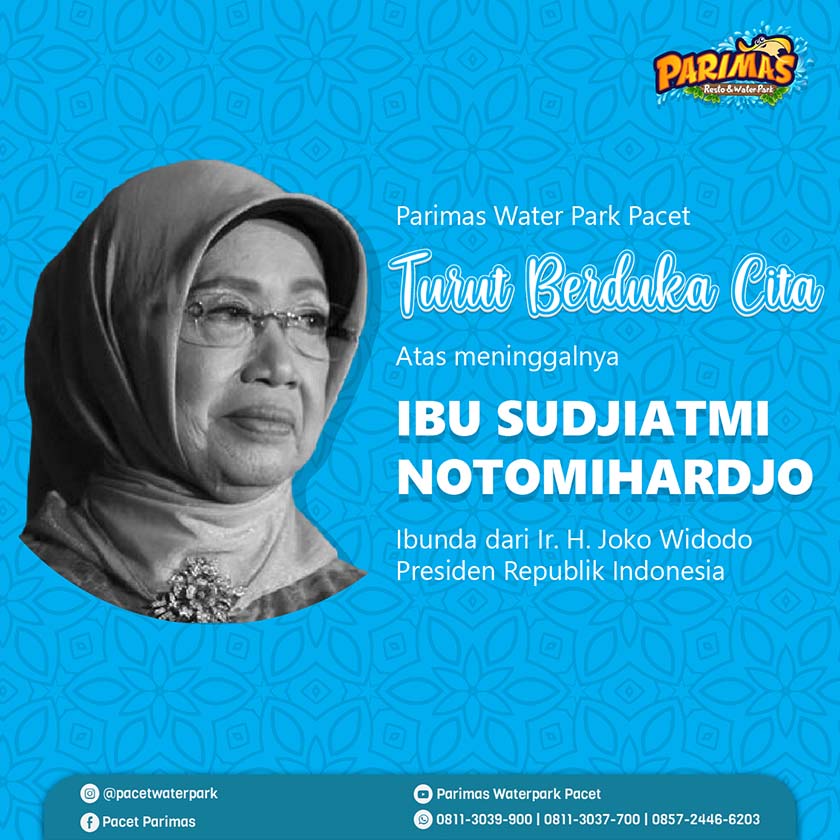 PARIMAS
Resto & Water Park
Parimas Water Park Pacet
Turut Berduka Cita
Atas meninggalnya
IBU SUDJIATMI
NOTOMIHARDJO
Ibunda dari Ir. H. Joko Widodo
Presiden Republik Indonesia
@pacetwaterpark
Pacet Parimas
Parimas Waterpark Pacet
0811-3039-900 | 0811-3037-700 | 0857-2446-6203